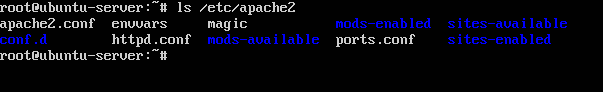 root@ubuntu-server:~# ls /etc/apache2
apache2.conf envvars magic mods-enabled sites-available
conf.d httpd.conf mods-available ports.conf sites-enabled
root@ubuntu-server:~#